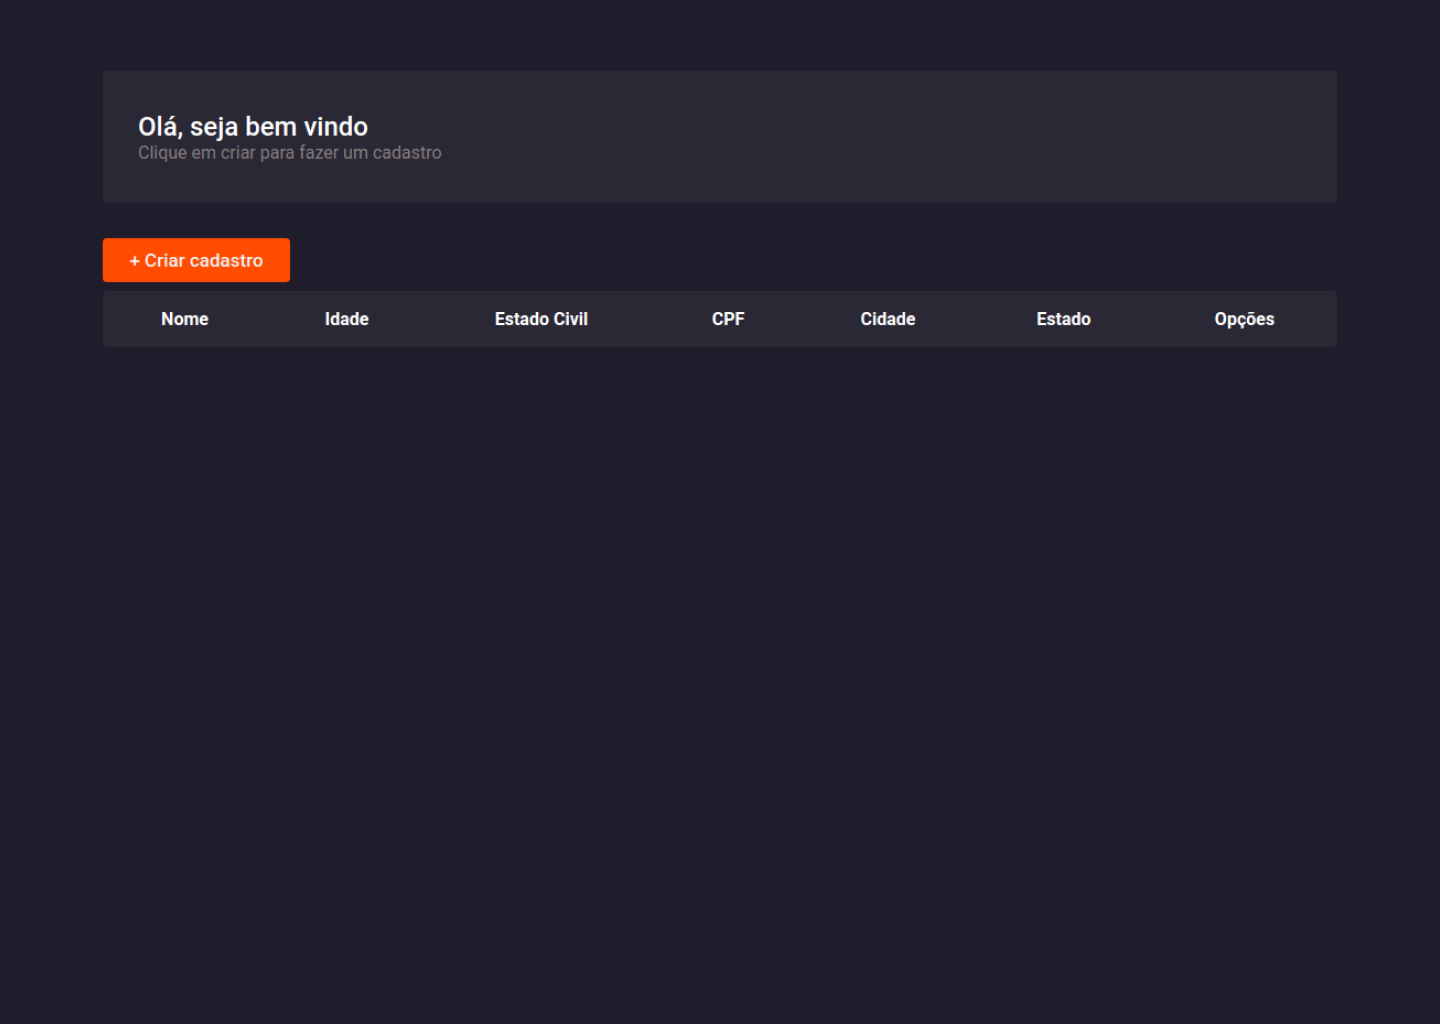 Olá, seja bem vindo
Clique em criar para fazer um cadastro
+ Criar cadastro
Nome Idade Estado Civil CPF Cidade Estado Opções